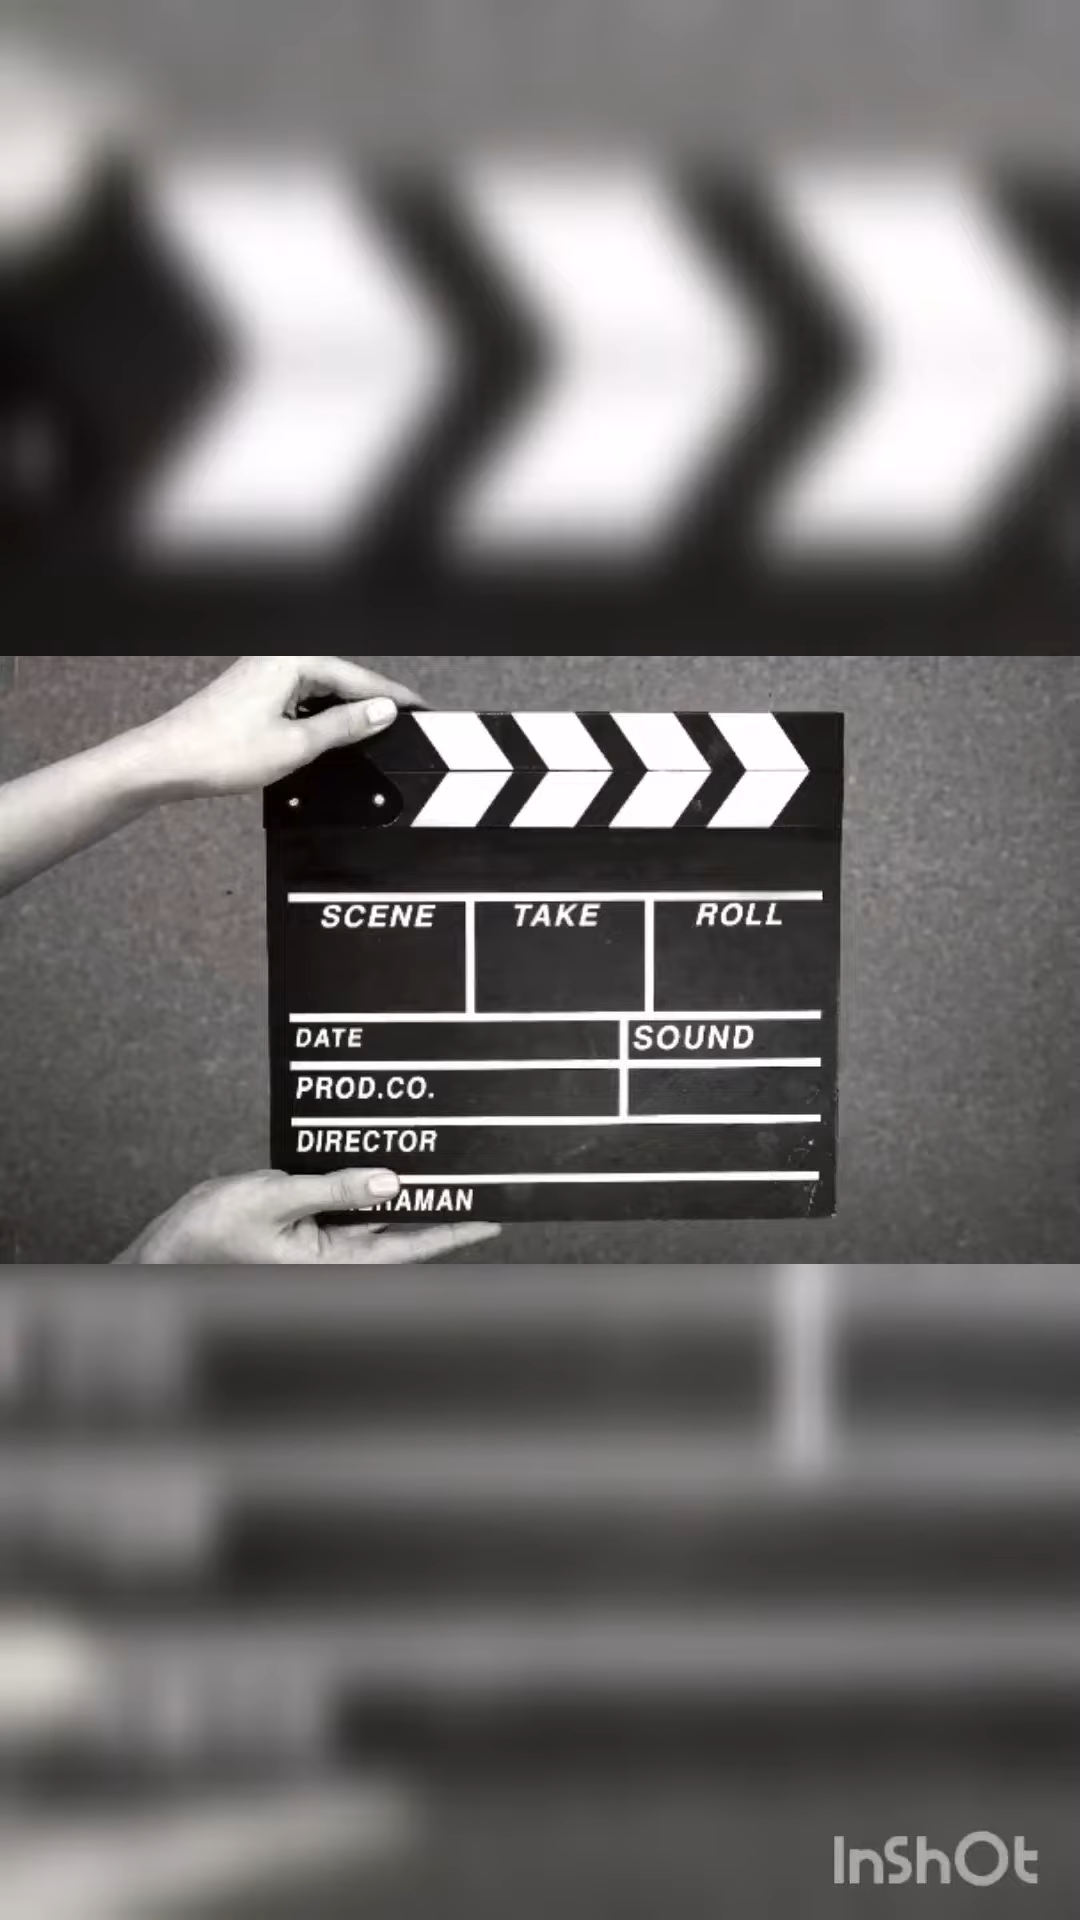 SCENE TAKE ROLL
DATE SOUND
PROD.CO.
DIRECTOR
InShOt